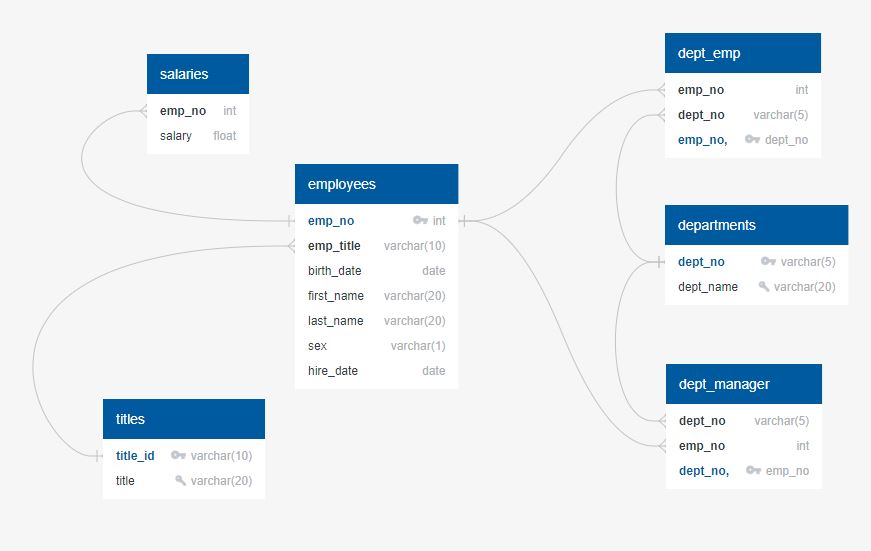 salaries
emp_no int
salary float
employees
emp_no int
emp_title varchar(10)
birth_date date
first_name varchar(20)
last_name varchar(20)
sex varchar(1)
hire_date date
titles
title_id varchar(10)
title varchar(20)
dept_emp
emp_no int
dept_no varchar(5)
emp_no, dept_no
departments
dept_no varchar(5)
dept_name varchar(20)
dept_manager
dept_no varchar(5)
emp_no int
dept_no, emp_no